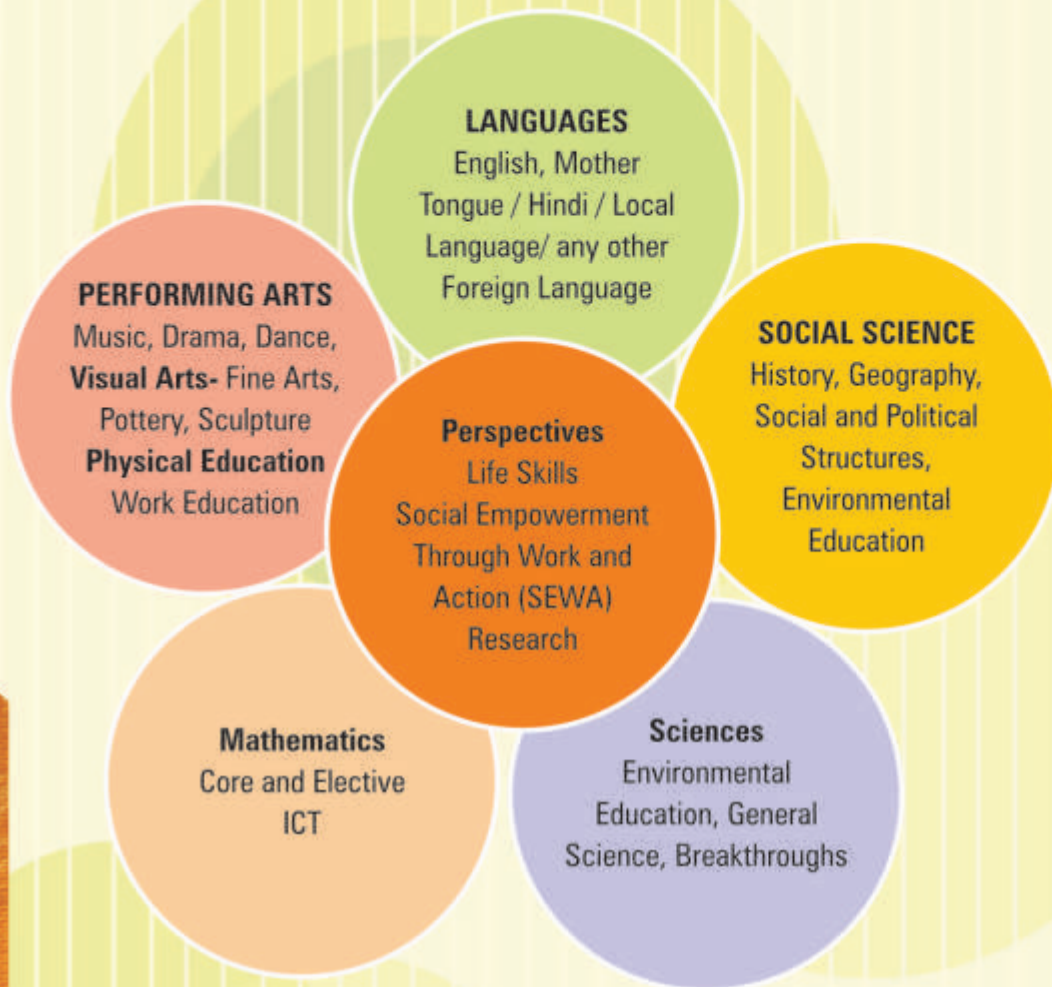 LANGUAGES
English, Mother
Tongue / Hindi / Local
Language/ any other
Foreign Language
PERFORMING ARTS
Music, Drama, Dance,
Visual Arts- Fine Arts,
Pottery, Sculpture
Physical Education
Work Education
SOCIAL SCIENCE
History, Geography,
Social and Political
Structures,
Environmental
Education
Perspectives
Life Skills
Social Empowerment
Through Work and
Action (SEWA)
Research
Mathematics
Core and Elective
ICT
Sciences
Environmental
Education, General
Science, Breakthroughs